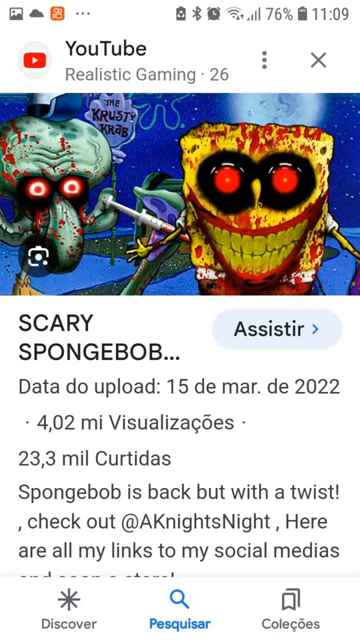 76% 11:09
YouTube
Realistic Gaming · 26
THE
KRUSTY
KRAB
SCARY
SPONGEBOB...
Assistir >
Data do upload: 15 de mar. de 2022
· 4,02 mi Visualizações ·
23,3 mil Curtidas
Spongebob is back but with a twist!
, check out @AKnightsNight , Here
are all my links to my social medias
Discover
Pesquisar
Coleções